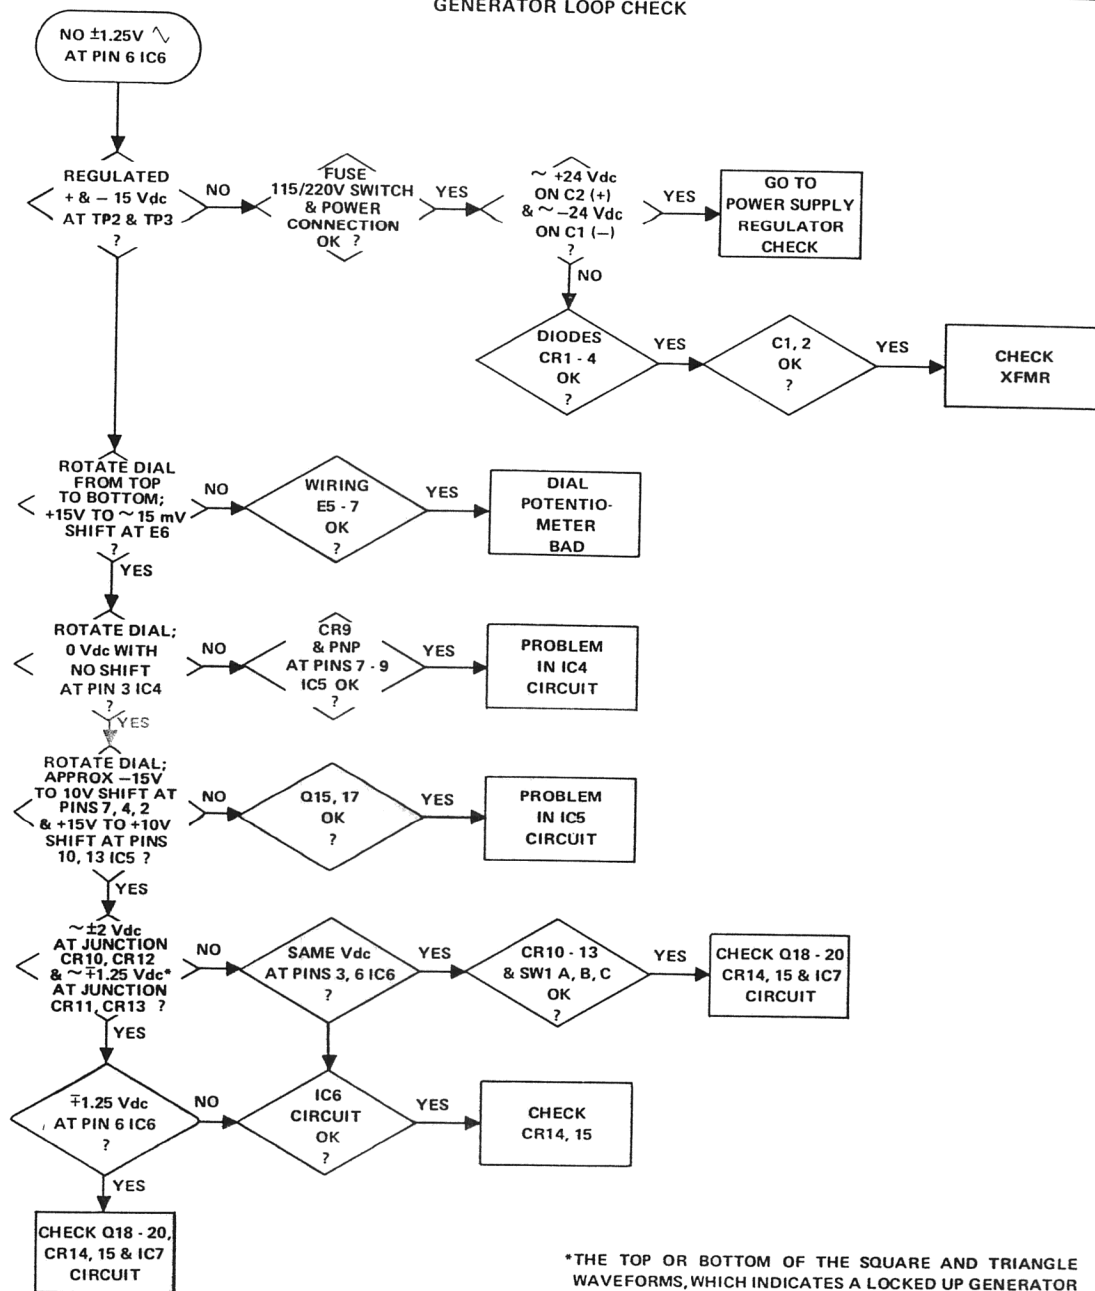 GENERATOR LOOP CHECK
NO ±1.25V ∿
AT PIN 6 IC6
REGULATED
+ & − 15 Vdc
AT TP2 & TP3
?
NO
FUSE
115/220V SWITCH
& POWER
CONNECTION
OK ?
YES
~ +24 Vdc
ON C2 (+)
& ~ −24 Vdc
ON C1 (−)
?
YES
GO TO
POWER SUPPLY
REGULATOR
CHECK
NO
DIODES
CR1 - 4
OK
?
YES
C1, 2
OK
?
YES
CHECK
XFMR
ROTATE DIAL
FROM TOP
TO BOTTOM;
+15V TO ~ 15 mV
SHIFT AT E6
?
NO
WIRING
E5 - 7
OK
?
YES
DIAL
POTENTIO-
METER
BAD
YES
ROTATE DIAL;
0 Vdc WITH
NO SHIFT
AT PIN 3 IC4
?
NO
CR9
& PNP
AT PINS 7 - 9
IC5 OK
?
YES
PROBLEM
IN IC4
CIRCUIT
YES
ROTATE DIAL;
APPROX −15V
TO 10V SHIFT AT
PINS 7, 4, 2
& +15V TO +10V
SHIFT AT PINS
10, 13 IC5 ?
NO
Q15, 17
OK
?
YES
PROBLEM
IN IC5
CIRCUIT
YES
~ ±2 Vdc
AT JUNCTION
CR10, CR12
& ~ ∓1.25 Vdc*
AT JUNCTION
CR11, CR13 ?
NO
SAME Vdc
AT PINS 3, 6 IC6
?
YES
CR10 - 13
& SW1 A, B, C
OK
?
YES
CHECK Q18 - 20
CR14, 15 & IC7
CIRCUIT
YES
∓1.25 Vdc
AT PIN 6 IC6
?
NO
IC6
CIRCUIT
OK
?
YES
CHECK
CR14, 15
YES
CHECK Q18 - 20,
CR14, 15 & IC7
CIRCUIT
*THE TOP OR BOTTOM OF THE SQUARE AND TRIANGLE
WAVEFORMS, WHICH INDICATES A LOCKED UP GENERATOR